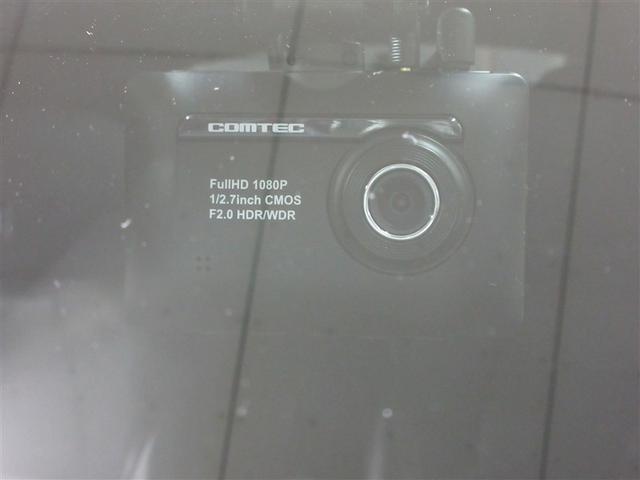 COMTEC
FullHD 1080P
1/2.7inch CMOS
F2.0 HDR/WDR